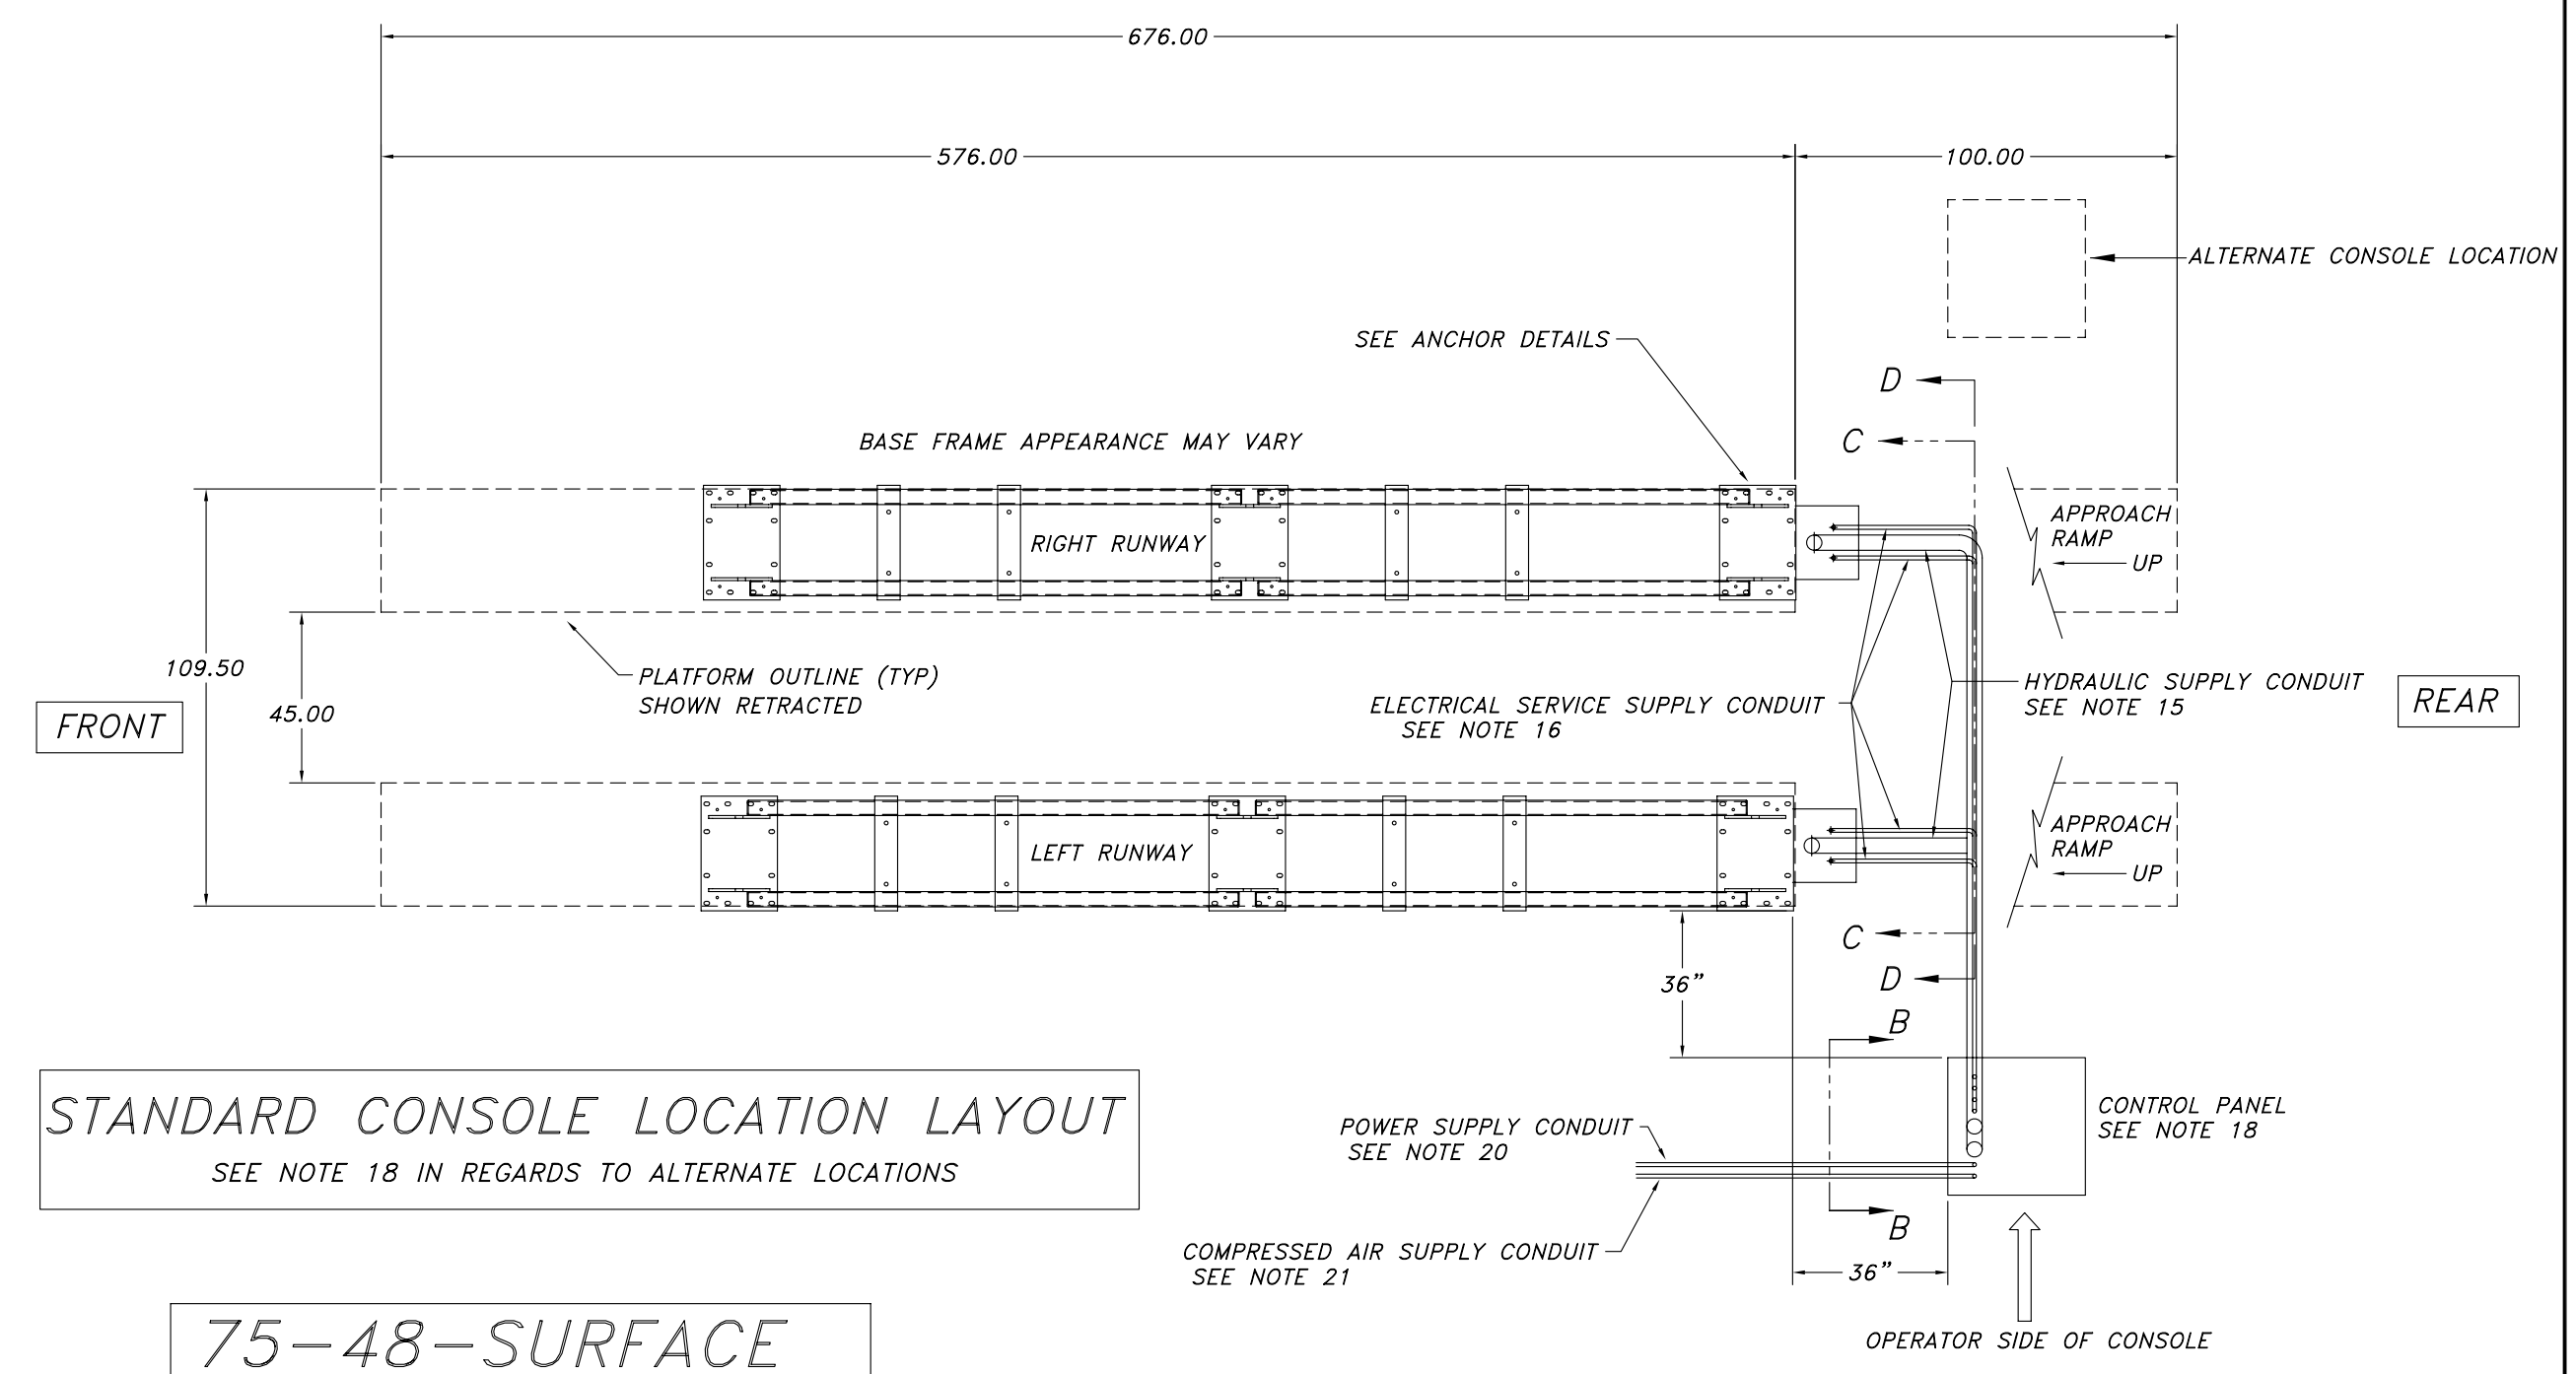 676.00
576.00
100.00
ALTERNATE CONSOLE LOCATION
SEE ANCHOR DETAILS
D
C
BASE FRAME APPEARANCE MAY VARY
APPROACH
RAMP
UP
RIGHT RUNWAY
109.50
45.00
PLATFORM OUTLINE (TYP)
SHOWN RETRACTED
ELECTRICAL SERVICE SUPPLY CONDUIT
SEE NOTE 16
HYDRAULIC SUPPLY CONDUIT
SEE NOTE 15
FRONT
REAR
APPROACH
RAMP
UP
LEFT RUNWAY
C
D
36"
B
STANDARD CONSOLE LOCATION LAYOUT
SEE NOTE 18 IN REGARDS TO ALTERNATE LOCATIONS
POWER SUPPLY CONDUIT
SEE NOTE 20
CONTROL PANEL
SEE NOTE 18
B
COMPRESSED AIR SUPPLY CONDUIT
SEE NOTE 21
36"
OPERATOR SIDE OF CONSOLE
75-48-SURFACE